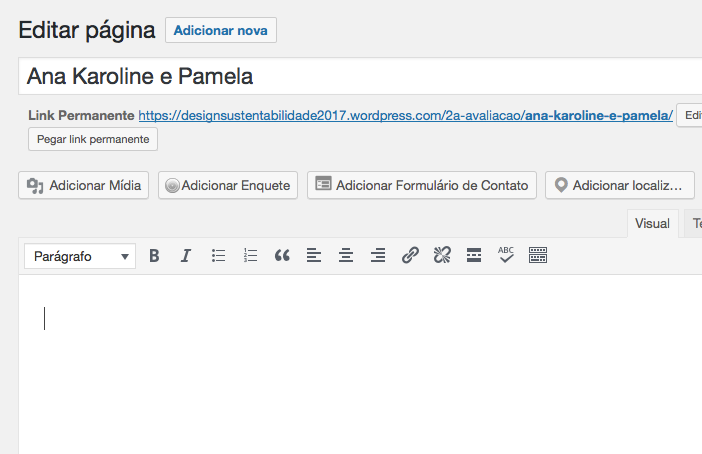 Editar página Adicionar nova
Ana Karoline e Pamela
Link Permanente https://designsustentabilidade2017.wordpress.com/2a-avaliacao/ana-karoline-e-pamela/ Edi
Pegar link permanente
Adicionar Mídia Adicionar Enquete Adicionar Formulário de Contato Adicionar localiz...
Visual Te
Parágrafo B I ABC